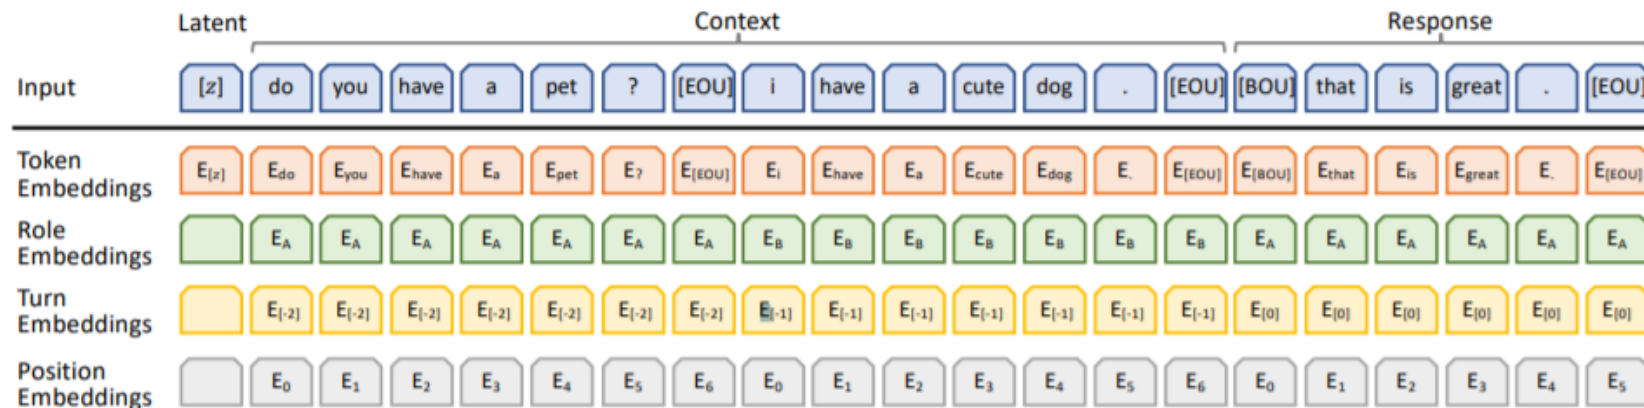 Latent Context Response
Input [z] do you have a pet ? [EOU] i have a cute dog . [EOU] [BOU] that is great . [EOU]
Token Embeddings E[z] Edo Eyou Ehave Ea Epet E? E[EOU] Ei Ehave Ea Ecute Edog E. E[EOU] E[BOU] Ethat Eis Egreat E. E[EOU]
Role Embeddings EA EA EA EA EA EA EA EB EB EB EB EB EB EB EA EA EA EA EA EA
Turn Embeddings E[-2] E[-2] E[-2] E[-2] E[-2] E[-2] E[-2] E[-1] E[-1] E[-1] E[-1] E[-1] E[-1] E[-1] E[0] E[0] E[0] E[0] E[0] E[0]
Position Embeddings E0 E1 E2 E3 E4 E5 E6 E0 E1 E2 E3 E4 E5 E6 E0 E1 E2 E3 E4 E5